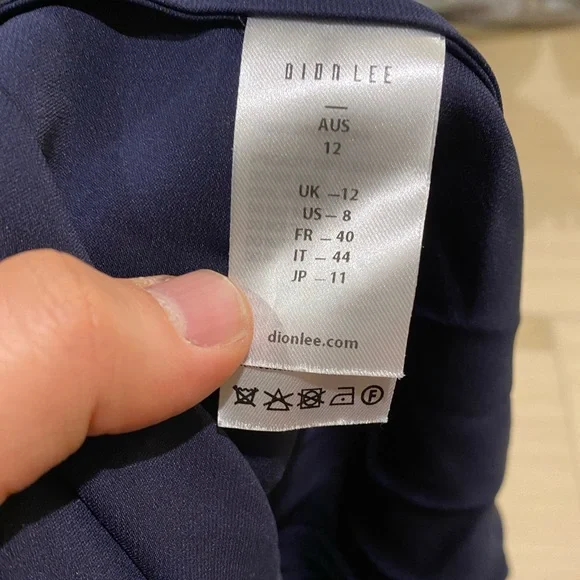 DION LEE
AUS
12
UK – 12
US – 8
FR – 40
IT – 44
JP – 11
dionlee.com
F